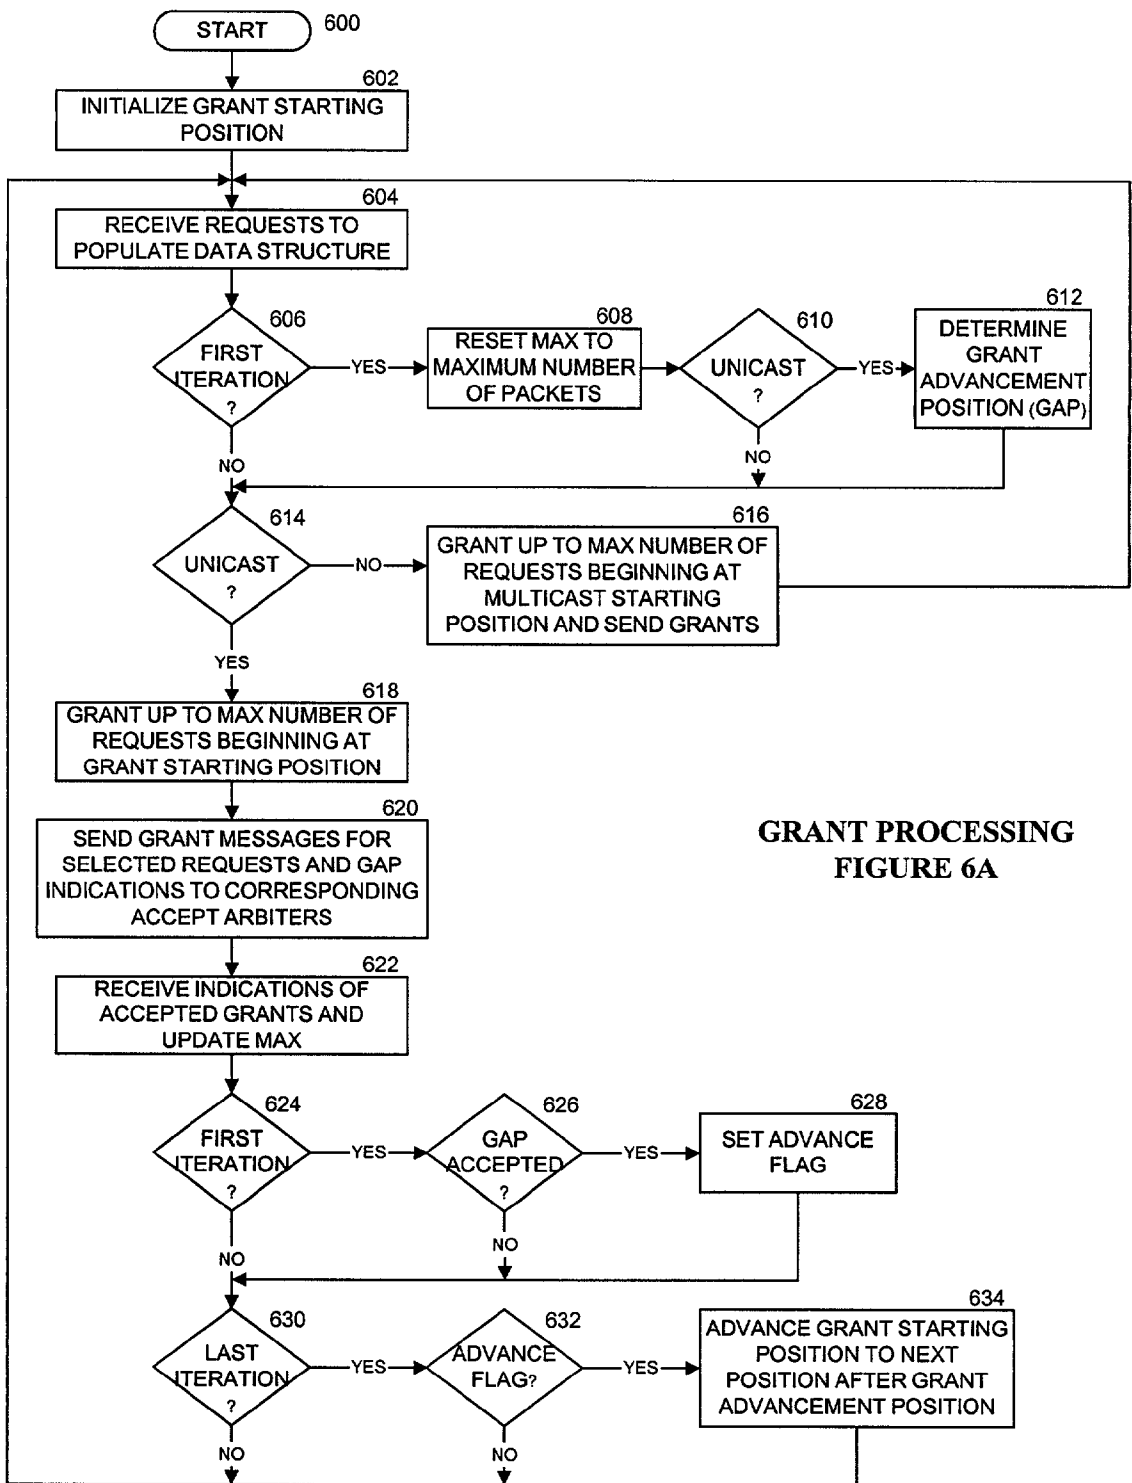 START
600
602
INITIALIZE GRANT STARTING
POSITION
604
RECEIVE REQUESTS TO
POPULATE DATA STRUCTURE
606
FIRST
ITERATION
?
YES
NO
608
RESET MAX TO
MAXIMUM NUMBER
OF PACKETS
610
UNICAST
?
YES
NO
612
DETERMINE
GRANT
ADVANCEMENT
POSITION (GAP)
614
UNICAST
?
NO
YES
616
GRANT UP TO MAX NUMBER OF
REQUESTS BEGINNING AT
MULTICAST STARTING
POSITION AND SEND GRANTS
618
GRANT UP TO MAX NUMBER OF
REQUESTS BEGINNING AT
GRANT STARTING POSITION
620
SEND GRANT MESSAGES FOR
SELECTED REQUESTS AND GAP
INDICATIONS TO CORRESPONDING
ACCEPT ARBITERS
GRANT PROCESSING
FIGURE 6A
622
RECEIVE INDICATIONS OF
ACCEPTED GRANTS AND
UPDATE MAX
624
FIRST
ITERATION
?
YES
NO
626
GAP
ACCEPTED
?
YES
NO
628
SET ADVANCE
FLAG
630
LAST
ITERATION
?
YES
NO
632
ADVANCE
FLAG?
YES
NO
634
ADVANCE GRANT STARTING
POSITION TO NEXT
POSITION AFTER GRANT
ADVANCEMENT POSITION